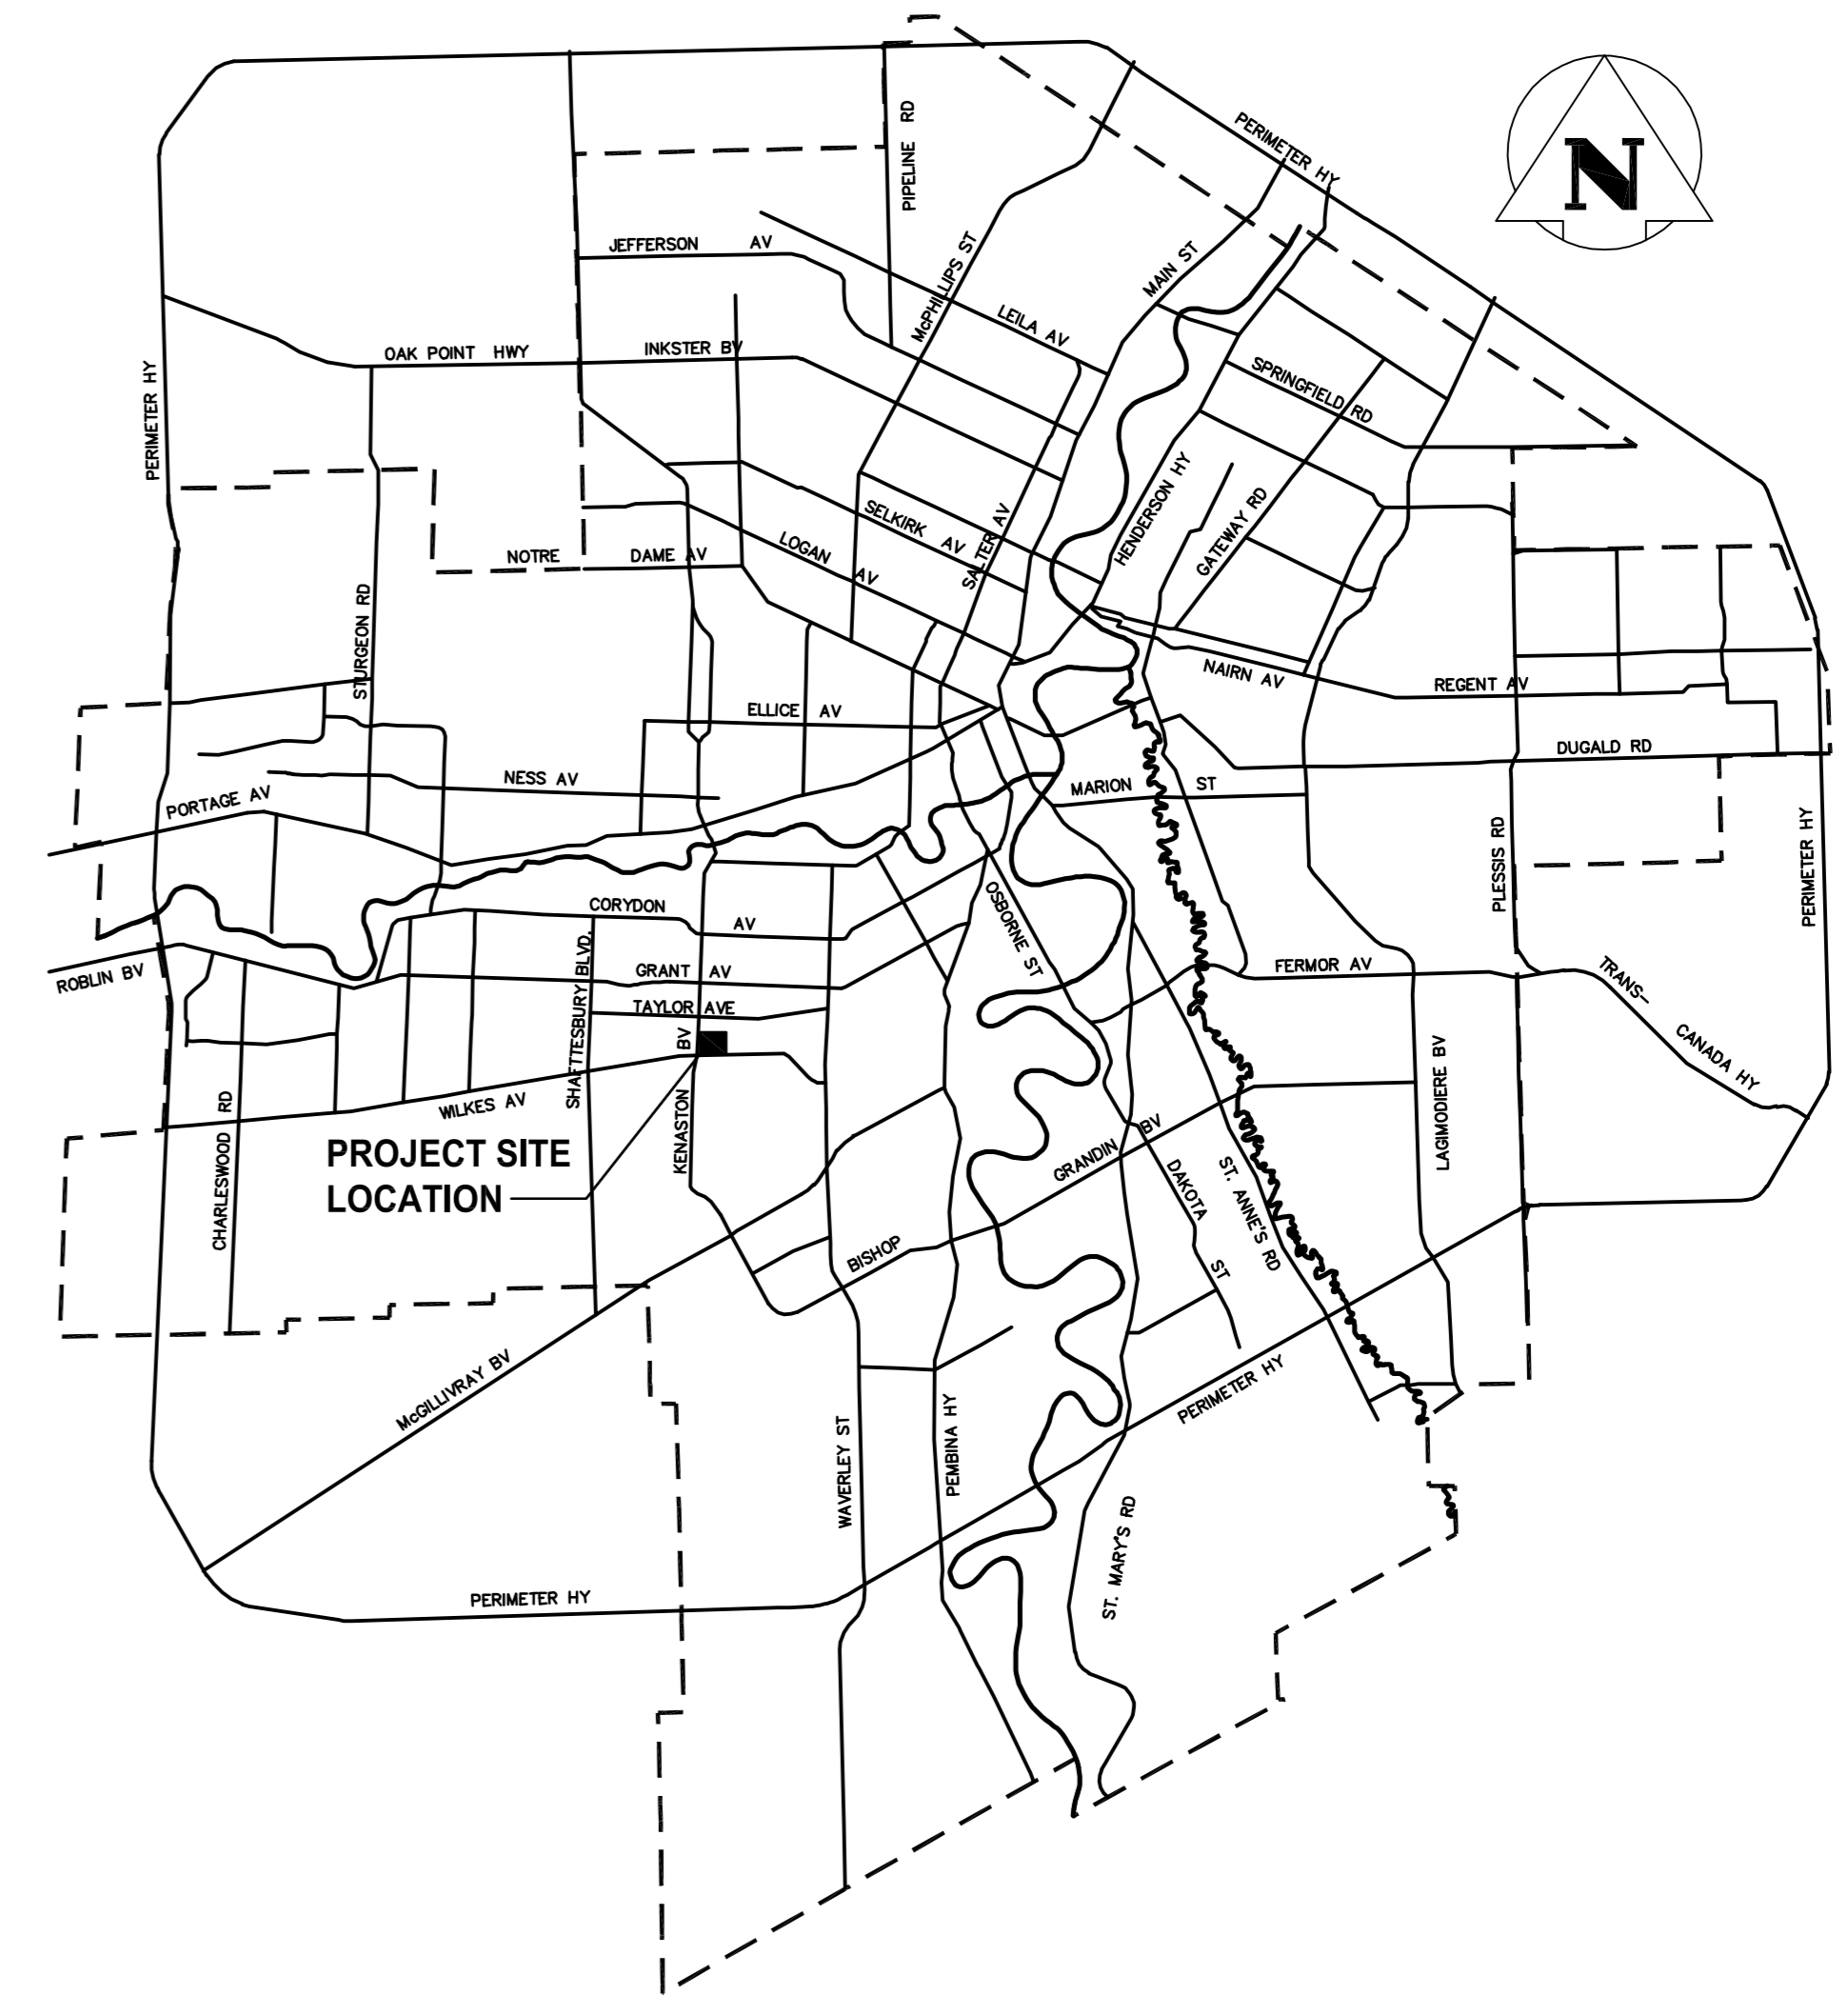 N
PERIMETER HY
PIPELINE RD
JEFFERSON AV
McPHILLIPS ST
MAIN ST
LEILA AV
OAK POINT HWY
INKSTER BV
PERIMETER HY
SPRINGFIELD RD
HENDERSON HY
GATEWAY RD
SELKIRK AV
SALTER AV
LOGAN AV
NOTRE DAME AV
STURGEON RD
NAIRN AV
REGENT AV
ELLICE AV
DUGALD RD
NESS AV
MARION ST
PORTAGE AV
PLESSIS RD
PERIMETER HY
CORYDON AV
OSBORNE ST
SHAFTTESBURY BLVD.
ROBLIN BV
GRANT AV
FERMOR AV
TRANS-
CANADA HY
TAYLOR AVE
KENASTON BV
LAGIMODIERE BV
WILKES AV
CHARLESWOOD RD
PROJECT SITE
LOCATION
GRANDIN BV
DAKOTA ST
ST. ANNE'S RD
BISHOP
McGILLIVRAY BV
PERIMETER HY
WAVERLEY ST
PEMBINA HY
ST. MARY'S RD
PERIMETER HY